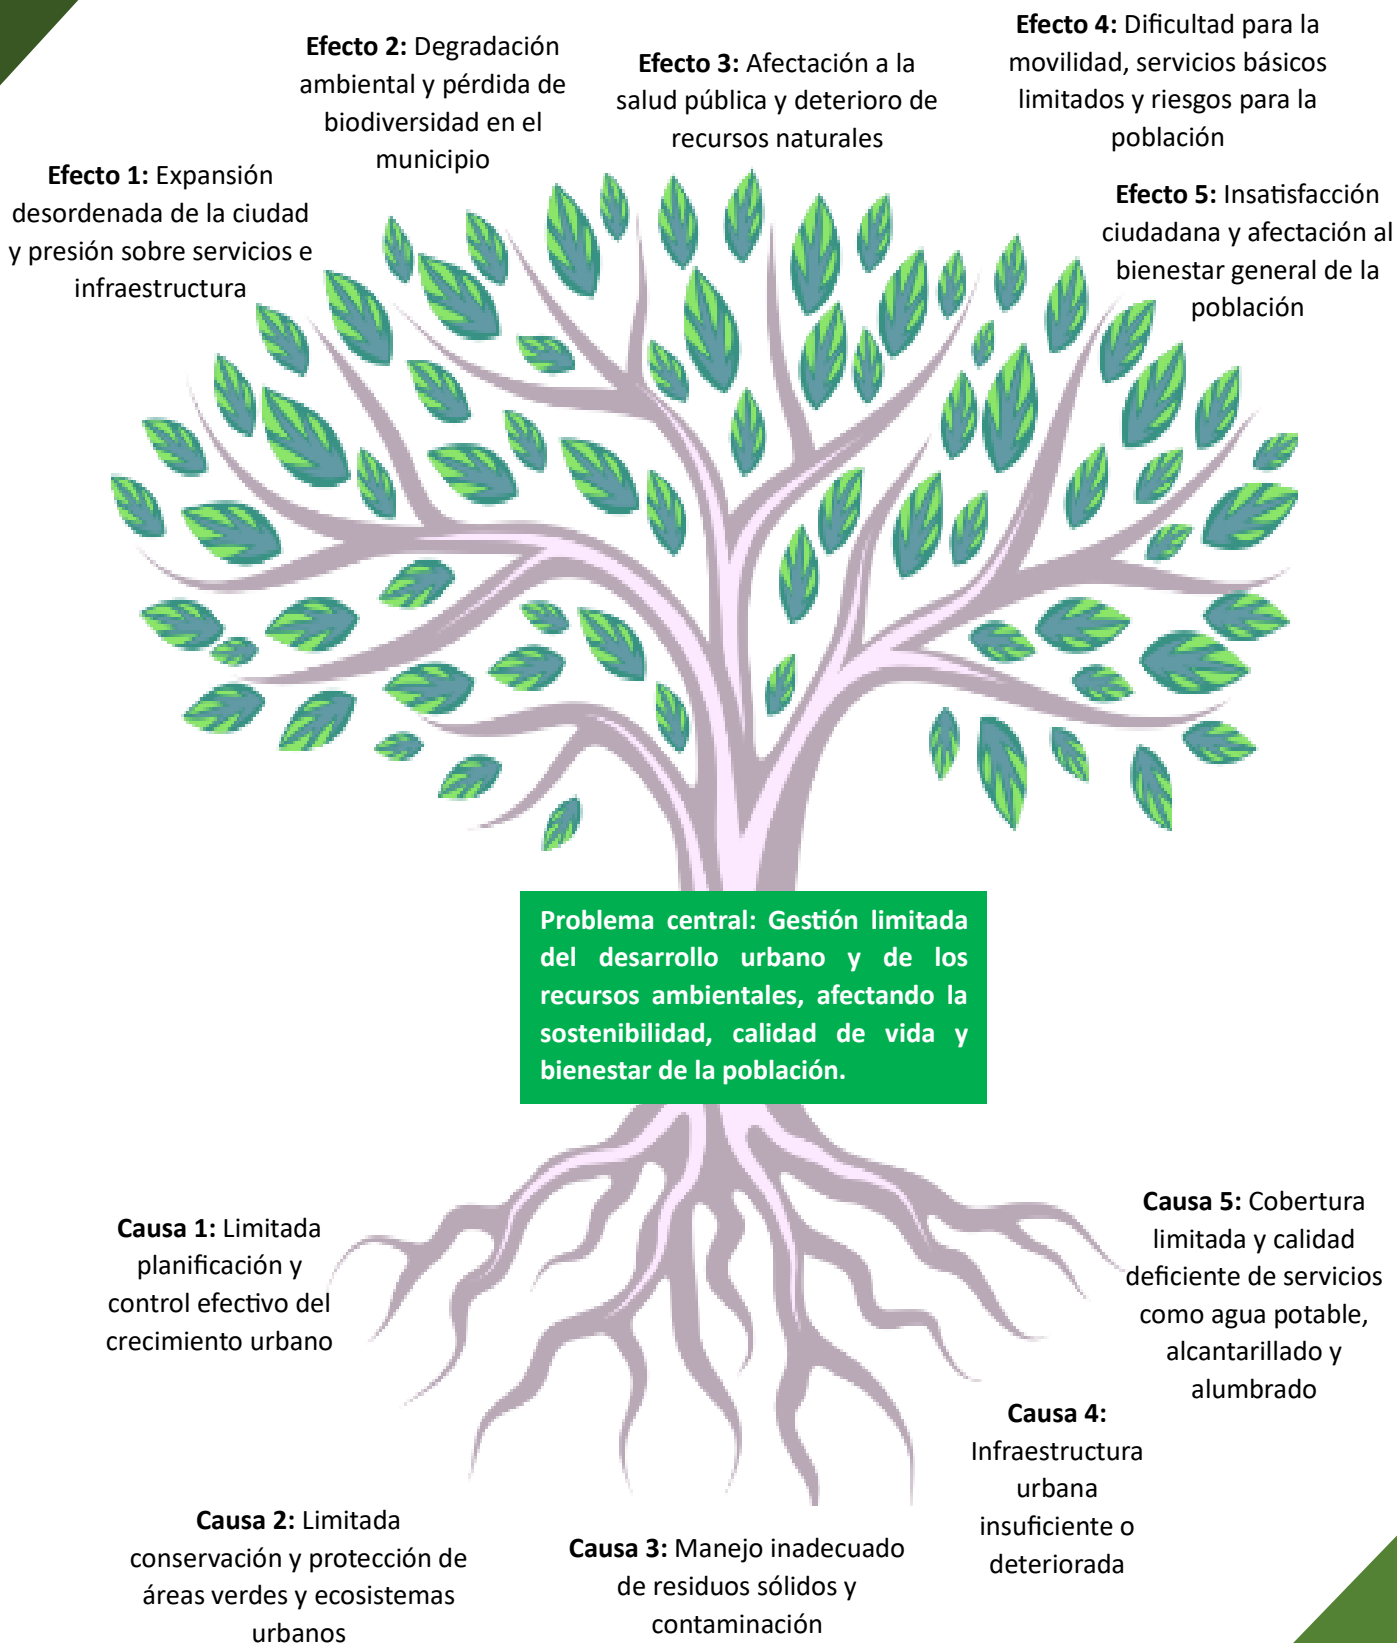 Efecto 1: Expansión
desordenada de la ciudad
y presión sobre servicios e
infraestructura
Efecto 2: Degradación
ambiental y pérdida de
biodiversidad en el
municipio
Efecto 3: Afectación a la
salud pública y deterioro de
recursos naturales
Efecto 4: Dificultad para la
movilidad, servicios básicos
limitados y riesgos para la
población
Efecto 5: Insatisfacción
ciudadana y afectación al
bienestar general de la
población
Problema central: Gestión limitada
del desarrollo urbano y de los
recursos ambientales, afectando la
sostenibilidad, calidad de vida y
bienestar de la población.
Causa 1: Limitada
planificación y
control efectivo del
crecimiento urbano
Causa 2: Limitada
conservación y protección de
áreas verdes y ecosistemas
urbanos
Causa 3: Manejo inadecuado
de residuos sólidos y
contaminación
Causa 4:
Infraestructura
urbana
insuficiente o
deteriorada
Causa 5: Cobertura
limitada y calidad
deficiente de servicios
como agua potable,
alcantarillado y
alumbrado